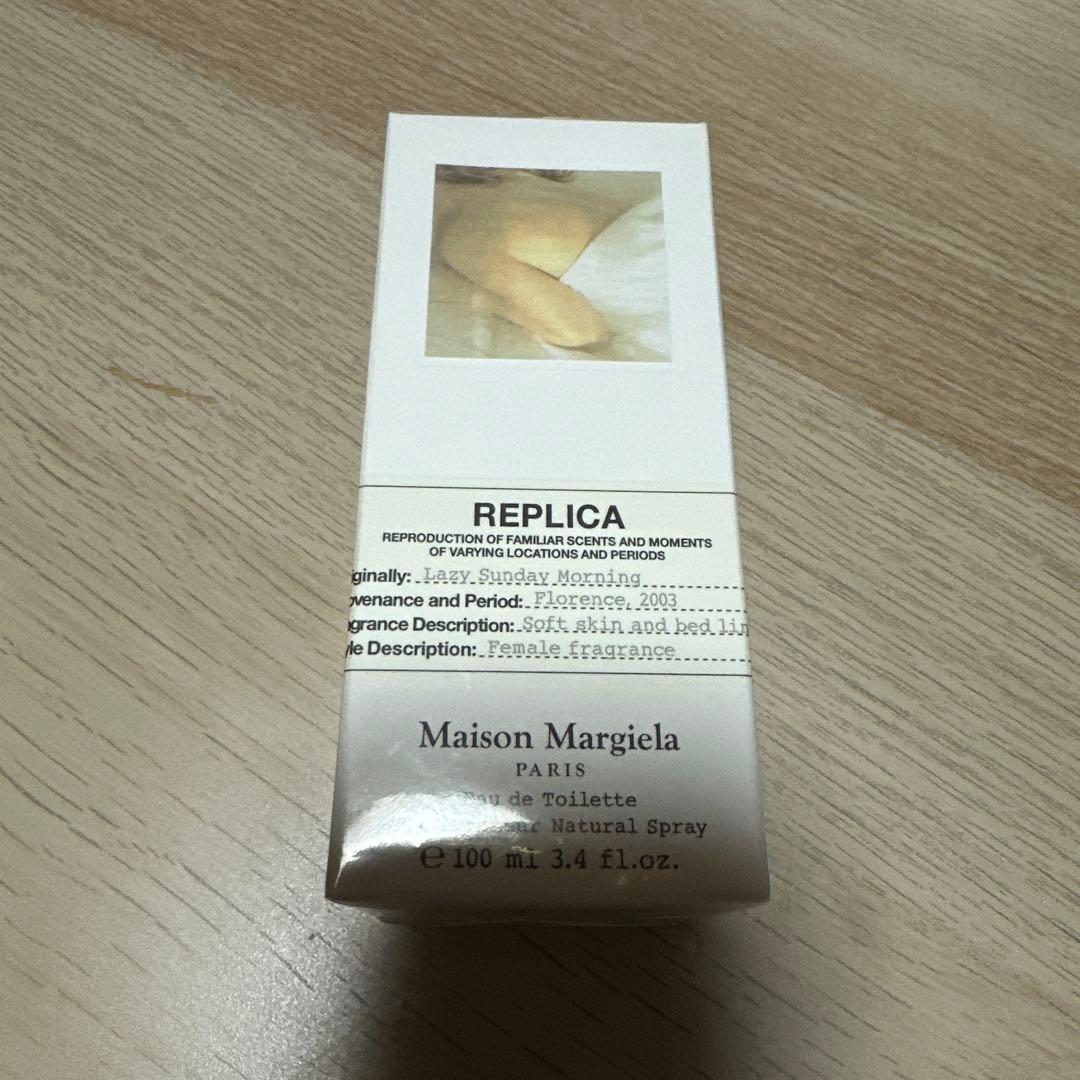 REPLICA
REPRODUCTION OF FAMILIAR SCENTS AND MOMENTS
OF VARYING LOCATIONS AND PERIODS
iginally: Lazy Sunday Morning
ovenance and Period: Florence, 2003
agrance Description: Soft skin and bed lin
yle Description: Female fragrance
Maison Margiela
PARIS
Eau de Toilette
Natural Spray
e 100 ml 3.4 fl.oz.